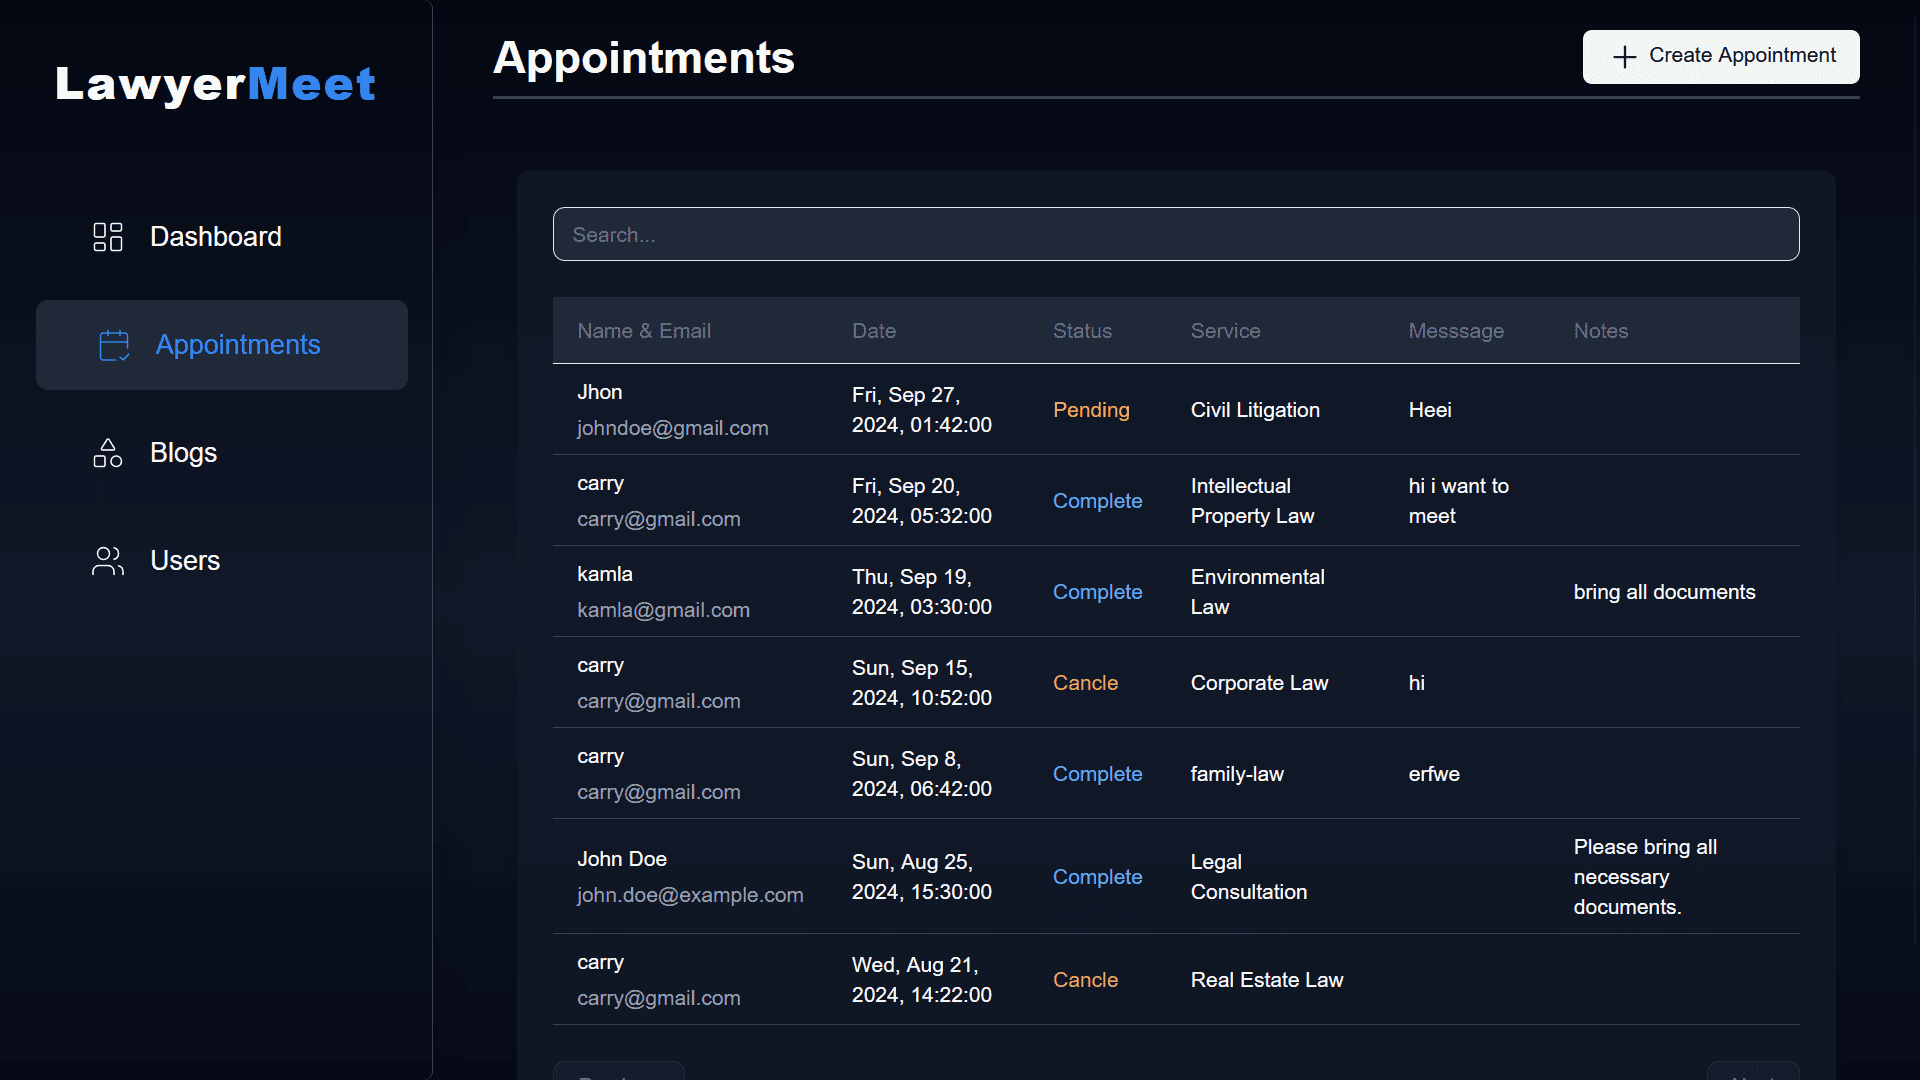 LawyerMeet
Dashboard
Appointments
Blogs
Users
Appointments
Create Appointment
Search...
Name & Email Date Status Service Messsage Notes
Jhon
johndoe@gmail.com
Fri, Sep 27,
2024, 01:42:00
Pending
Civil Litigation
Heei
carry
carry@gmail.com
Fri, Sep 20,
2024, 05:32:00
Complete
Intellectual
Property Law
hi i want to
meet
kamla
kamla@gmail.com
Thu, Sep 19,
2024, 03:30:00
Complete
Environmental
Law
bring all documents
carry
carry@gmail.com
Sun, Sep 15,
2024, 10:52:00
Cancle
Corporate Law
hi
carry
carry@gmail.com
Sun, Sep 8,
2024, 06:42:00
Complete
family-law
erfwe
John Doe
john.doe@example.com
Sun, Aug 25,
2024, 15:30:00
Complete
Legal
Consultation
Please bring all
necessary
documents.
carry
carry@gmail.com
Wed, Aug 21,
2024, 14:22:00
Cancle
Real Estate Law